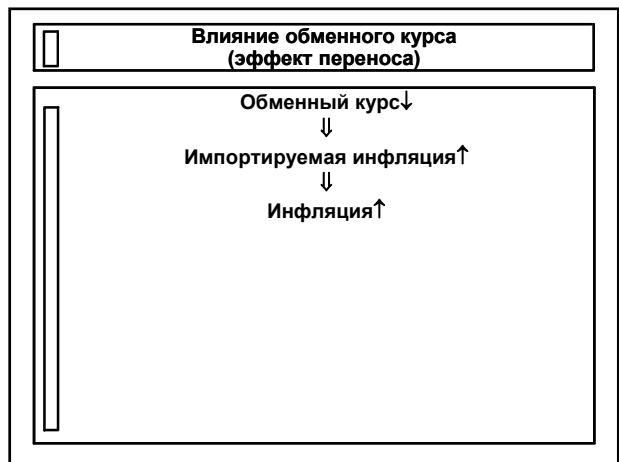 Влияние обменного курса
(эффект переноса)
Обменный курс↓
⇓
Импортируемая инфляция↑
⇓
Инфляция↑